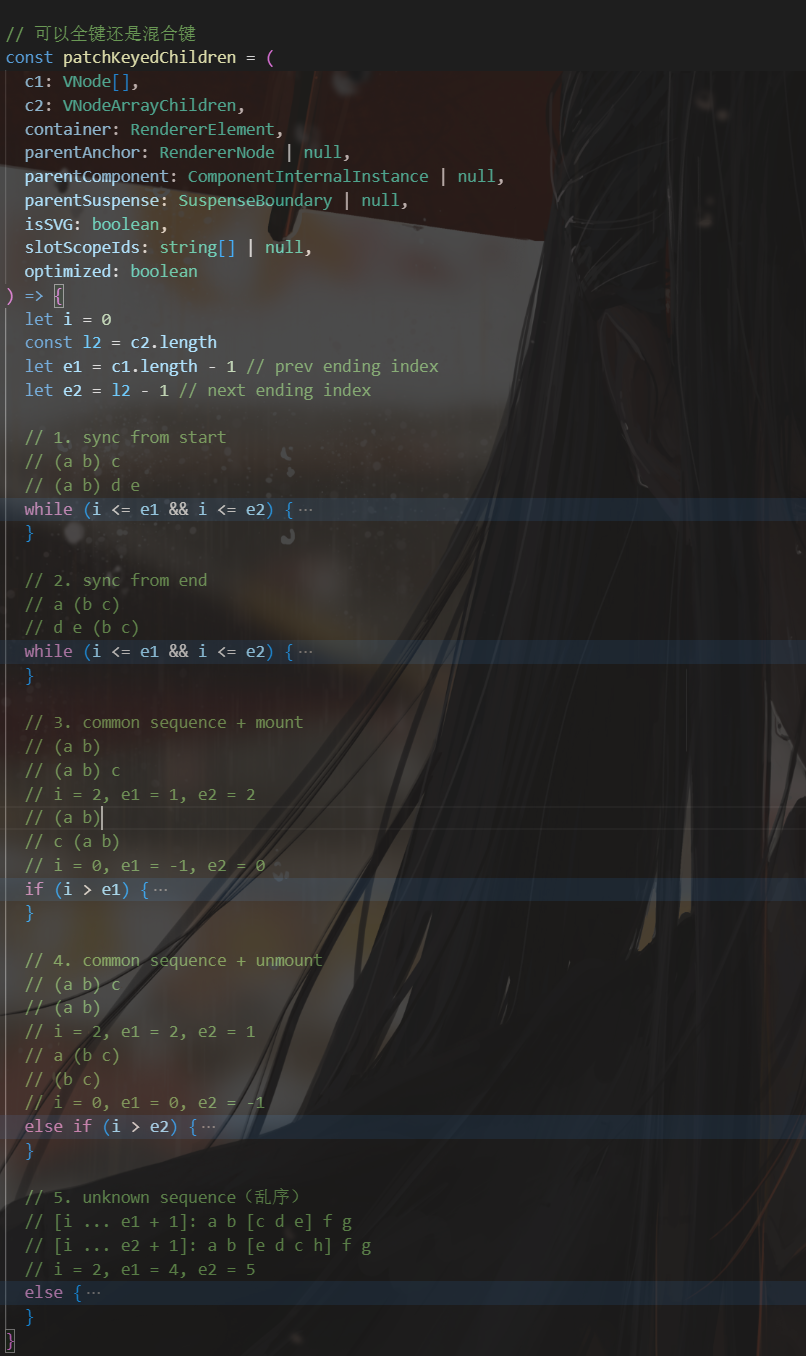 // 可以全键还是混合键
const patchKeyedChildren = (
  c1: VNode[],
  c2: VNodeArrayChildren,
  container: RendererElement,
  parentAnchor: RendererNode | null,
  parentComponent: ComponentInternalInstance | null,
  parentSuspense: SuspenseBoundary | null,
  isSVG: boolean,
  slotScopeIds: string[] | null,
  optimized: boolean
) => {
  let i = 0
  const l2 = c2.length
  let e1 = c1.length - 1 // prev ending index
  let e2 = l2 - 1 // next ending index

  // 1. sync from start
  // (a b) c
  // (a b) d e
  while (i <= e1 && i <= e2) {···
  }

  // 2. sync from end
  // a (b c)
  // d e (b c)
  while (i <= e1 && i <= e2) {···
  }

  // 3. common sequence + mount
  // (a b)
  // (a b) c
  // i = 2, e1 = 1, e2 = 2
  // (a b)
  // c (a b)
  // i = 0, e1 = -1, e2 = 0
  if (i > e1) {···
  }

  // 4. common sequence + unmount
  // (a b) c
  // (a b)
  // i = 2, e1 = 2, e2 = 1
  // a (b c)
  // (b c)
  // i = 0, e1 = 0, e2 = -1
  else if (i > e2) {···
  }

  // 5. unknown sequence（乱序）
  // [i ... e1 + 1]: a b [c d e] f g
  // [i ... e2 + 1]: a b [e d c h] f g
  // i = 2, e1 = 4, e2 = 5
  else {···
  }
}